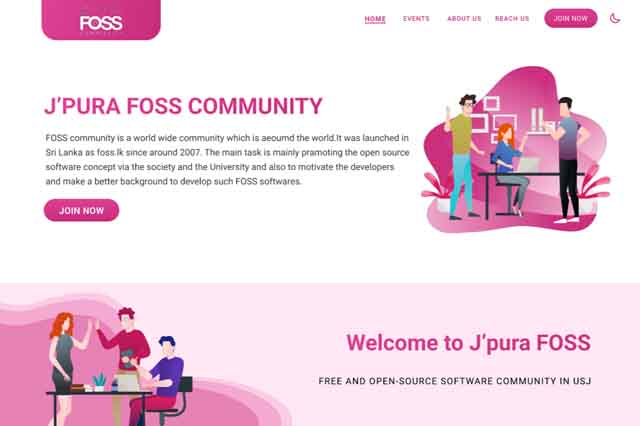 FOSS
HOME
EVENTS
ABOUT US
REACH US
JOIN NOW
J’PURA FOSS COMMUNITY
FOSS community is a world wide community which is aeoumd the world.It was launched in
Sri Lanka as foss.lk since around 2007. The main task is mainly pramoting the open source
software concept via the society and the University and also to motivate the developers
and make a better background to develop such FOSS softwares.
JOIN NOW
Welcome to J’pura FOSS
FREE AND OPEN-SOURCE SOFTWARE COMMUNITY IN USJ